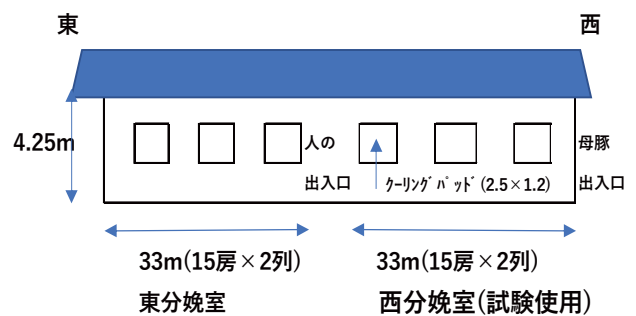 東
西
4.25m
人の
出入口
クーリングパッド(2.5×1.2)
母豚
出入口
33m(15房×2列)
東分娩室
33m(15房×2列)
西分娩室(試験使用)